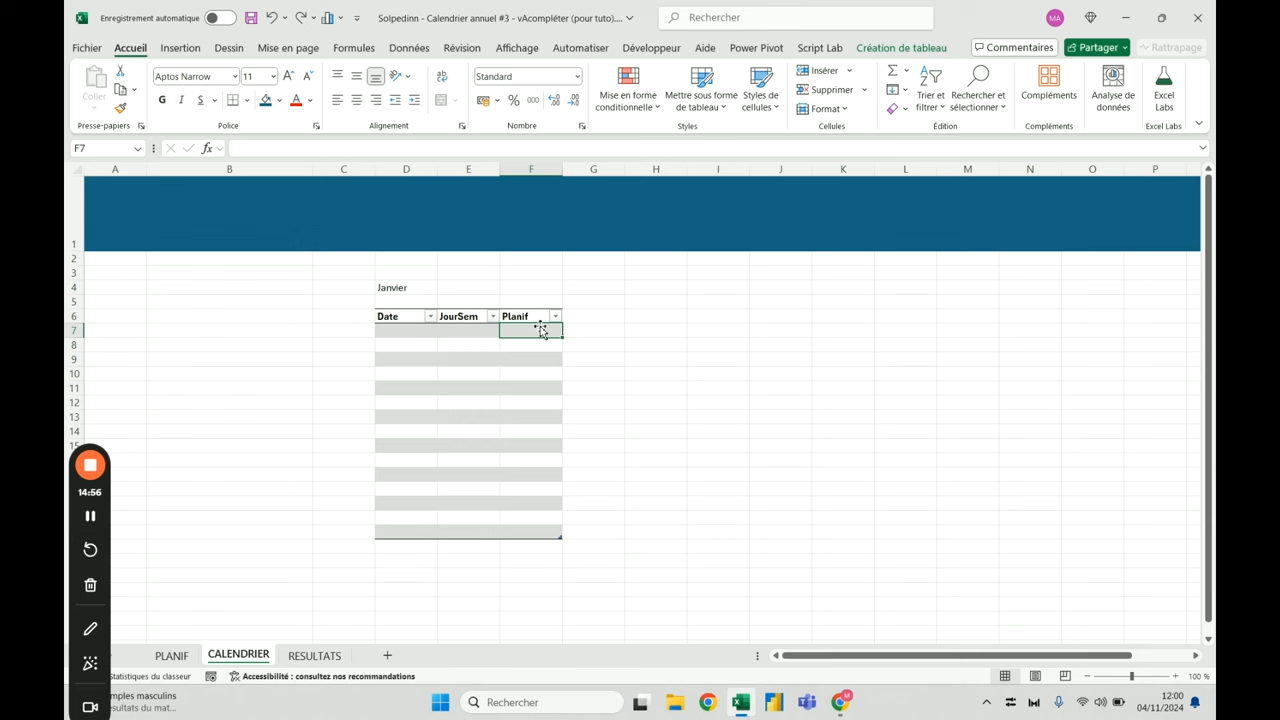 Enregistrement automatique
Solpedinn - Calendrier annuel #3 - vAcompléter (pour tuto)....
Rechercher
MA
Fichier Accueil Insertion Dessin Mise en page Formules Données Révision Affichage Automatiser Développeur Aide Power Pivot Script Lab Création de tableau
Commentaires
Partager
Rattrapage
Coller
Presse-papiers
Aptos Narrow
11
G I S
Police
Alignement
Standard
% 000
Nombre
Mise en forme
conditionnelle
Mettre sous forme
de tableau
Styles de
cellules
Styles
Insérer
Supprimer
Format
Cellules
Trier et
filtrer
Rechercher et
sélectionner
Édition
Compléments
Compléments
Analyse de
données
Excel
Labs
Excel Labs
F7
fx
A B C D E F G H I J K L M N O P
1
2
3
4 Janvier
5
6 Date JourSem Planif
7
8
9
10
11
12
13
14
15
14:56
PLANIF CALENDRIER RESULTATS
Statistiques du classeur
Accessibilité : consultez nos recommandations
100 %
mples masculins
ésultats du mat...
Rechercher
12:00
04/11/2024